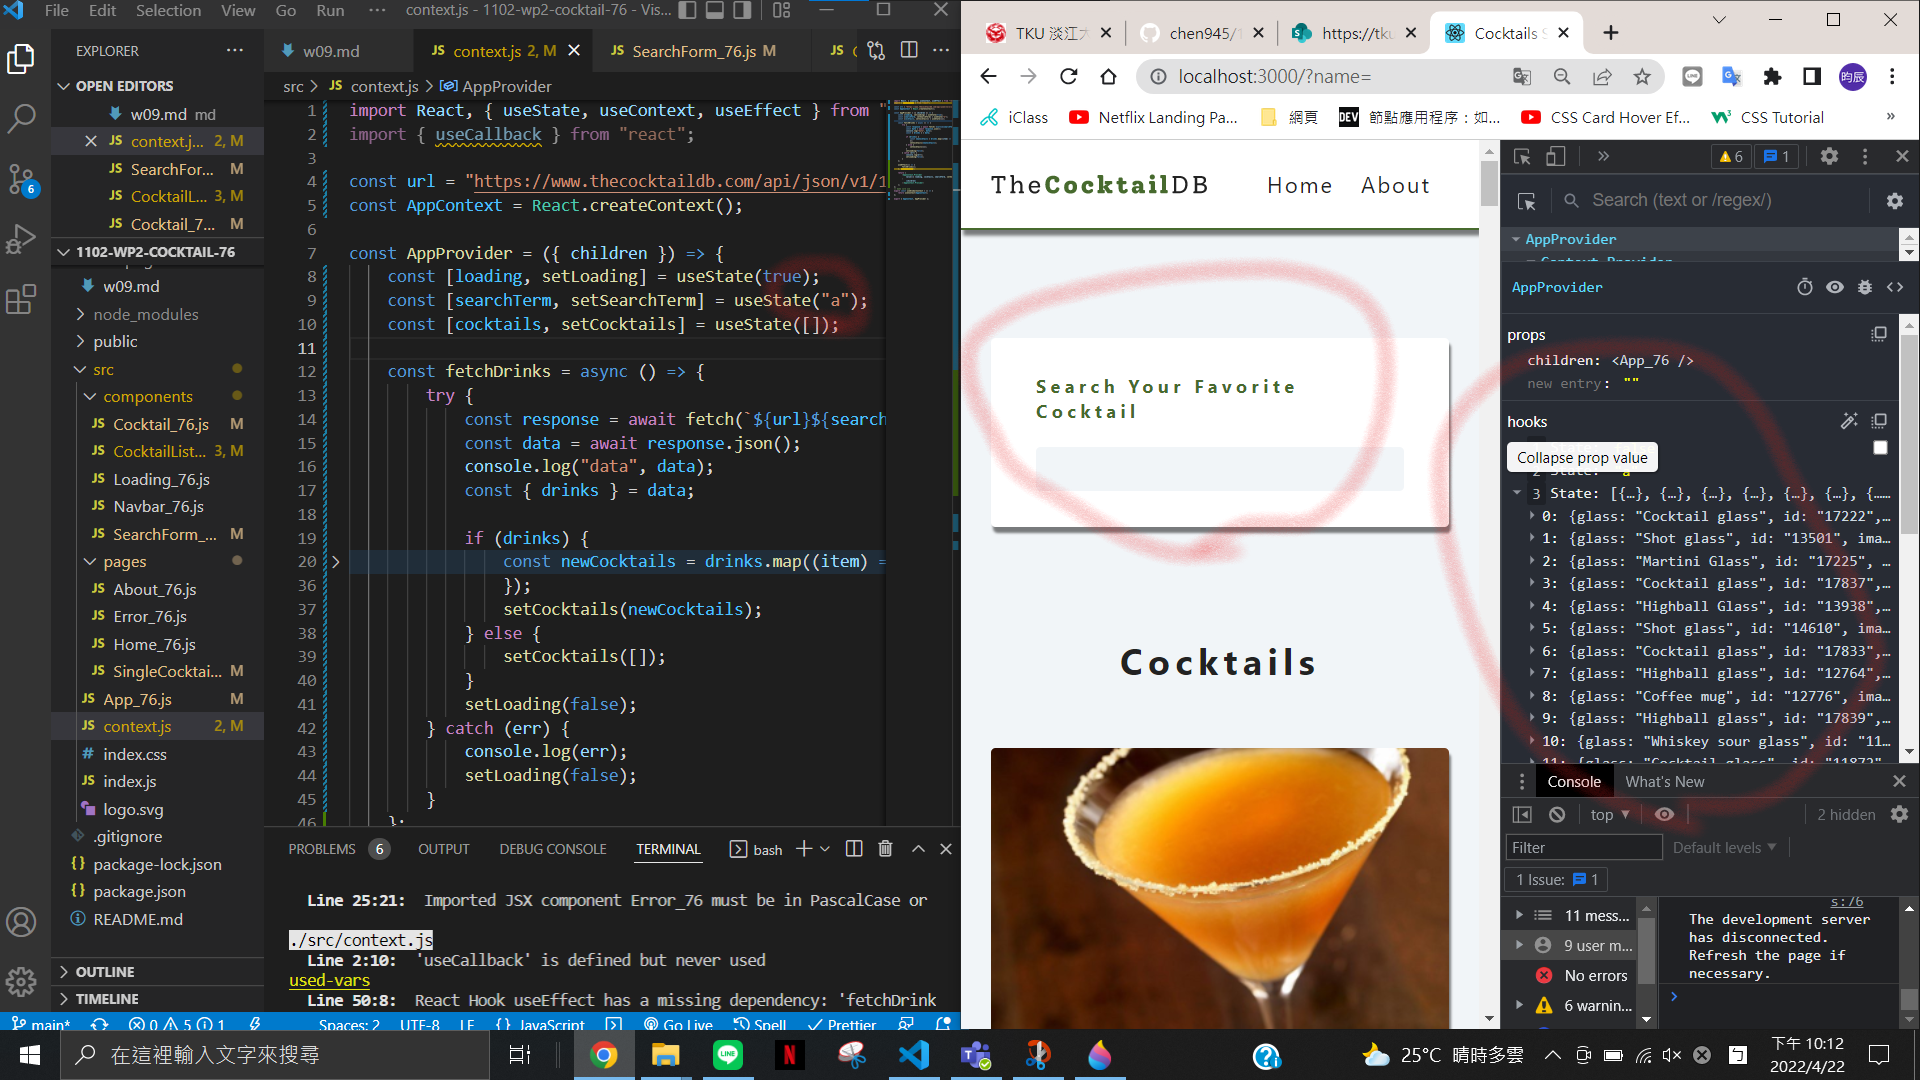 File Edit Selection View Go Run ··· context.js - 1102-wp2-cocktail-76 - Vis...
EXPLORER
OPEN EDITORS
w09.md md
context.j... 2, M
SearchFor... M
CocktailL... 3, M
Cocktail_7... M
1102-WP2-COCKTAIL-76
w09.md
node_modules
public
src
components
Cocktail_76.js M
CocktailList... 3, M
Loading_76.js
Navbar_76.js
SearchForm_... M
pages
About_76.js
Error_76.js
Home_76.js
SingleCocktai... M
App_76.js M
context.js 2, M
index.css
index.js
logo.svg
.gitignore
package-lock.json
package.json
README.md
OUTLINE
TIMELINE
w09.md
context.js 2, M
SearchForm_76.js M
src > context.js > AppProvider
1 import React, { useState, useContext, useEffect } from "
2 import { useCallback } from "react";
3
4 const url = "https://www.thecocktaildb.com/api/json/v1/1
5 const AppContext = React.createContext();
6
7 const AppProvider = ({ children }) => {
8 const [loading, setLoading] = useState(true);
9 const [searchTerm, setSearchTerm] = useState("a");
10 const [cocktails, setCocktails] = useState([]);
11
12 const fetchDrinks = async () => {
13 try {
14 const response = await fetch(`${url}${search
15 const data = await response.json();
16 console.log("data", data);
17 const { drinks } = data;
18
19 if (drinks) {
20 const newCocktails = drinks.map((item) =
36 });
37 setCocktails(newCocktails);
38 } else {
39 setCocktails([]);
40 }
41 setLoading(false);
42 } catch (err) {
43 console.log(err);
44 setLoading(false);
45 }
46 };
PROBLEMS 6 OUTPUT DEBUG CONSOLE TERMINAL bash
Line 25:21: Imported JSX component Error_76 must be in PascalCase or
./src/context.js
Line 2:10: 'useCallback' is defined but never used
used-vars
Line 50:8: React Hook useEffect has a missing dependency: 'fetchDrink
main* 0 5 1 Spaces: 2 UTF-8 LF {} JavaScript Go Live Spell Prettier
TKU 淡江大
chen945/1
https://tku
Cocktails S
localhost:3000/?name=
昀辰
iClass
Netflix Landing Pa...
網頁
DEV 節點應用程序：如...
CSS Card Hover Ef...
CSS Tutorial
TheCocktailDB Home About
Search Your Favorite
Cocktail
Cocktails
6 1
Search (text or /regex/)
AppProvider
Context.Provider
AppProvider
props
children: <App_76 />
new entry: ""
hooks
Collapse prop value
3 State: [{…}, {…}, {…}, {…}, {…}, {…}, {……
0: {glass: "Cocktail glass", id: "17222",…
1: {glass: "Shot glass", id: "13501", ima…
2: {glass: "Martini Glass", id: "17225", …
3: {glass: "Cocktail glass", id: "17837",…
4: {glass: "Highball Glass", id: "13938",…
5: {glass: "Shot glass", id: "14610", ima…
6: {glass: "Cocktail glass", id: "17833",…
7: {glass: "Highball glass", id: "12764",…
8: {glass: "Coffee mug", id: "12776", ima…
9: {glass: "Highball glass", id: "17839",…
10: {glass: "Whiskey sour glass", id: "11…
11: {glass: "Cocktail glass", id: "11872",…
Console What's New
top 2 hidden
Filter Default levels
1 Issue: 1
11 mess...
9 user m...
No errors
6 warnin...
s:76
The development server
has disconnected.
Refresh the page if
necessary.
在這裡輸入文字來搜尋
25°C 晴時多雲
下午 10:12
2022/4/22